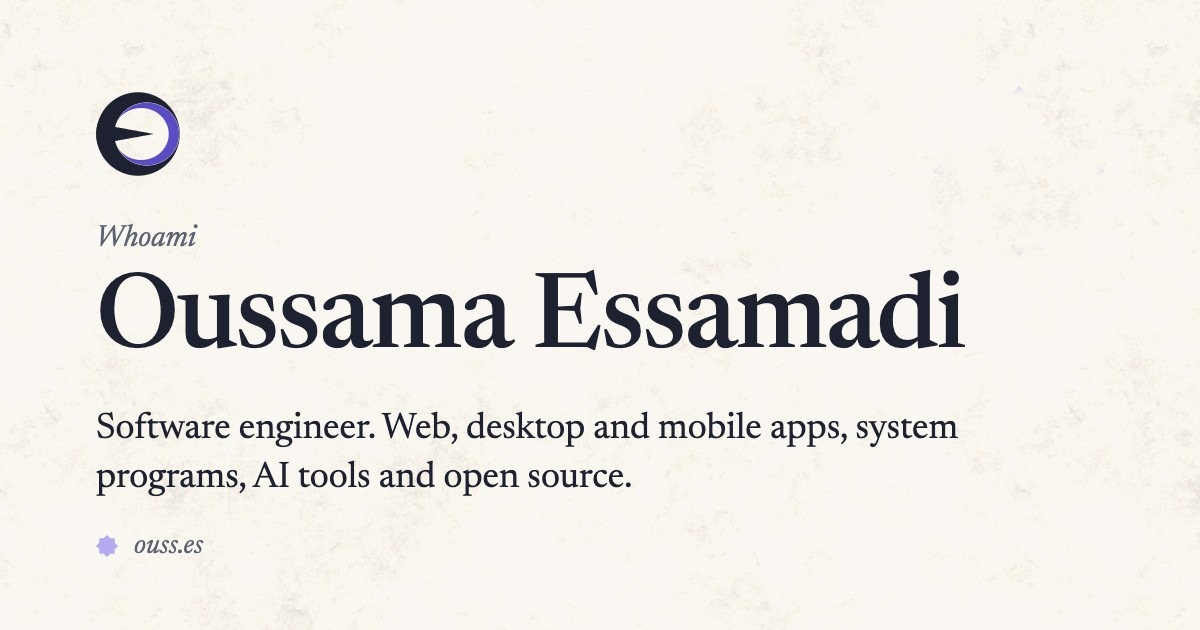 Whoami
Oussama Essamadi
Software engineer. Web, desktop and mobile apps, system
programs, AI tools and open source.
ouss.es